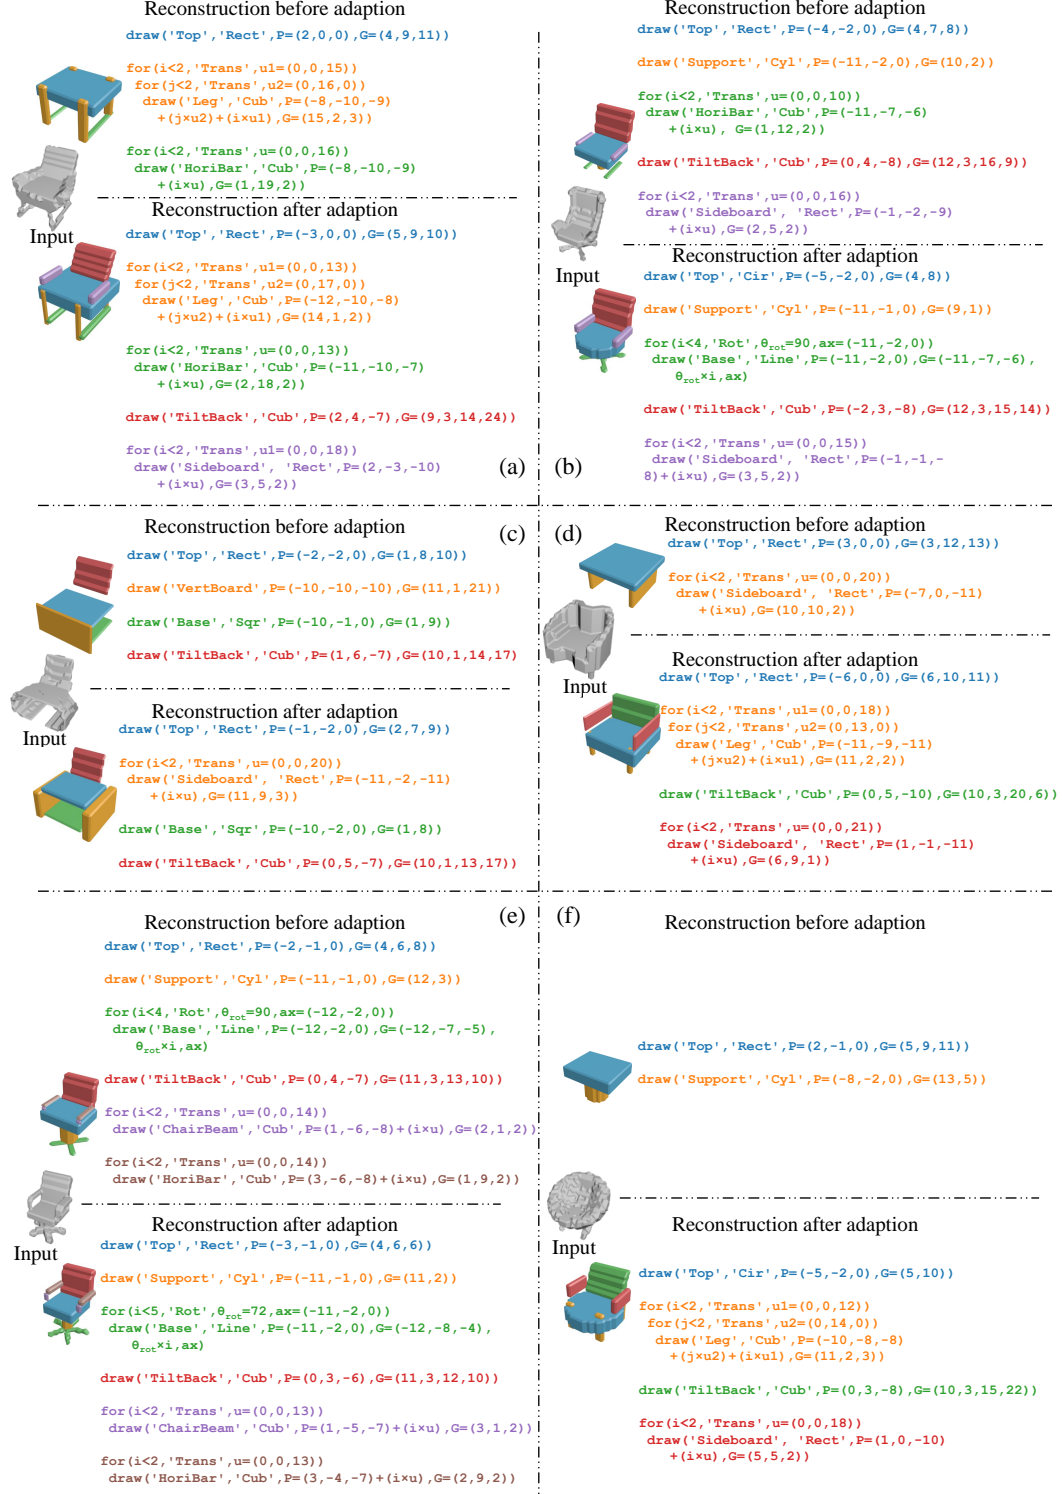 Reconstruction before adaption
draw('Top','Rect',P=(2,0,0),G=(4,9,11))
for(i<2,'Trans',u1=(0,0,15))
for(j<2,'Trans',u2=(0,16,0))
draw('Leg','Cub',P=(-8,-10,-9)
+(j×u2)+(i×u1),G=(15,2,3))
for(i<2,'Trans',u=(0,0,16))
draw('HoriBar','Cub',P=(-8,-10,-9)
+(i×u),G=(1,19,2))
Input
Reconstruction after adaption
draw('Top','Rect',P=(-3,0,0),G=(5,9,10))
for(i<2,'Trans',u1=(0,0,13))
for(j<2,'Trans',u2=(0,17,0))
draw('Leg','Cub',P=(-12,-10,-8)
+(j×u2)+(i×u1),G=(14,1,2))
for(i<2,'Trans',u=(0,0,13))
draw('HoriBar','Cub',P=(-11,-10,-7)
+(i×u),G=(2,18,2))
draw('TiltBack','Cub',P=(2,4,-7),G=(9,3,14,24))
for(i<2,'Trans',u1=(0,0,18))
draw('Sideboard', 'Rect',P=(2,-3,-10)
+(i×u),G=(3,5,2))
(a)
Reconstruction before adaption
draw('Top','Rect',P=(-4,-2,0),G=(4,7,8))
draw('Support','Cyl',P=(-11,-2,0),G=(10,2))
for(i<2,'Trans',u=(0,0,10))
draw('HoriBar','Cub',P=(-11,-7,-6)
+(i×u), G=(1,12,2))
draw('TiltBack','Cub',P=(0,4,-8),G=(12,3,16,9))
for(i<2,'Trans',u=(0,0,16))
draw('Sideboard', 'Rect',P=(-1,-2,-9)
+(i×u),G=(2,5,2))
Input
Reconstruction after adaption
draw('Top','Cir',P=(-5,-2,0),G=(4,8))
draw('Support','Cyl',P=(-11,-1,0),G=(9,1))
for(i<4,'Rot',θrot=90,ax=(-11,-2,0))
draw('Base','Line',P=(-11,-2,0),G=(-11,-7,-6),
θrot×i,ax)
draw('TiltBack','Cub',P=(-2,3,-8),G=(12,3,15,14))
for(i<2,'Trans',u=(0,0,15))
draw('Sideboard', 'Rect',P=(-1,-1,-
8)+(i×u),G=(3,5,2))
(b)
Reconstruction before adaption
(c)
draw('Top','Rect',P=(-2,-2,0),G=(1,8,10))
draw('VertBoard',P=(-10,-10,-10),G=(11,1,21))
draw('Base','Sqr',P=(-10,-1,0),G=(1,9))
draw('TiltBack','Cub',P=(1,6,-7),G=(10,1,14,17)
Input
Reconstruction after adaption
draw('Top','Rect',P=(-1,-2,0),G=(2,7,9))
for(i<2,'Trans',u=(0,0,20))
draw('Sideboard', 'Rect',P=(-11,-2,-11)
+(i×u),G=(11,9,3))
draw('Base','Sqr',P=(-10,-2,0),G=(1,8))
draw('TiltBack','Cub',P=(0,5,-7),G=(10,1,13,17))
(d)
Reconstruction before adaption
draw('Top','Rect',P=(3,0,0),G=(3,12,13))
for(i<2,'Trans',u=(0,0,20))
draw('Sideboard', 'Rect',P=(-7,0,-11)
+(i×u),G=(10,10,2))
Input
Reconstruction after adaption
draw('Top','Rect',P=(-6,0,0),G=(6,10,11))
for(i<2,'Trans',u1=(0,0,18))
for(j<2,'Trans',u2=(0,13,0))
draw('Leg','Cub',P=(-11,-9,-11)
+(j×u2)+(i×u1),G=(11,2,2))
draw('TiltBack','Cub',P=(0,5,-10),G=(10,3,20,6))
for(i<2,'Trans',u=(0,0,21))
draw('Sideboard', 'Rect',P=(1,-1,-11)
+(i×u),G=(6,9,1))
Reconstruction before adaption
(e)
draw('Top','Rect',P=(-2,-1,0),G=(4,6,8))
draw('Support','Cyl',P=(-11,-1,0),G=(12,3))
for(i<4,'Rot',θrot=90,ax=(-12,-2,0))
draw('Base','Line',P=(-12,-2,0),G=(-12,-7,-5),
θrot×i,ax)
draw('TiltBack','Cub',P=(0,4,-7),G=(11,3,13,10))
for(i<2,'Trans',u=(0,0,14))
draw('ChairBeam','Cub',P=(1,-6,-8)+(i×u),G=(2,1,2))
for(i<2,'Trans',u=(0,0,14))
draw('HoriBar','Cub',P=(3,-6,-8)+(i×u),G=(1,9,2))
Input
Reconstruction after adaption
draw('Top','Rect',P=(-3,-1,0),G=(4,6,6))
draw('Support','Cyl',P=(-11,-1,0),G=(11,2))
for(i<5,'Rot',θrot=72,ax=(-11,-2,0))
draw('Base','Line',P=(-11,-2,0),G=(-12,-8,-4),
θrot×i,ax)
draw('TiltBack','Cub',P=(0,3,-6),G=(11,3,12,10))
for(i<2,'Trans',u=(0,0,13))
draw('ChairBeam','Cub',P=(1,-5,-7)+(i×u),G=(3,1,2))
for(i<2,'Trans',u=(0,0,13))
draw('HoriBar','Cub',P=(3,-4,-7)+(i×u),G=(2,9,2))
(f)
Reconstruction before adaption
draw('Top','Rect',P=(2,-1,0),G=(5,9,11))
draw('Support','Cyl',P=(-8,-2,0),G=(13,5))
Input
Reconstruction after adaption
draw('Top','Cir',P=(-5,-2,0),G=(5,10))
for(i<2,'Trans',u1=(0,0,12))
for(j<2,'Trans',u2=(0,14,0))
draw('Leg','Cub',P=(-10,-8,-8)
+(j×u2)+(i×u1),G=(11,2,3))
draw('TiltBack','Cub',P=(0,3,-8),G=(10,3,15,22))
for(i<2,'Trans',u=(0,0,18))
draw('Sideboard', 'Rect',P=(1,0,-10)
+(i×u),G=(5,5,2))